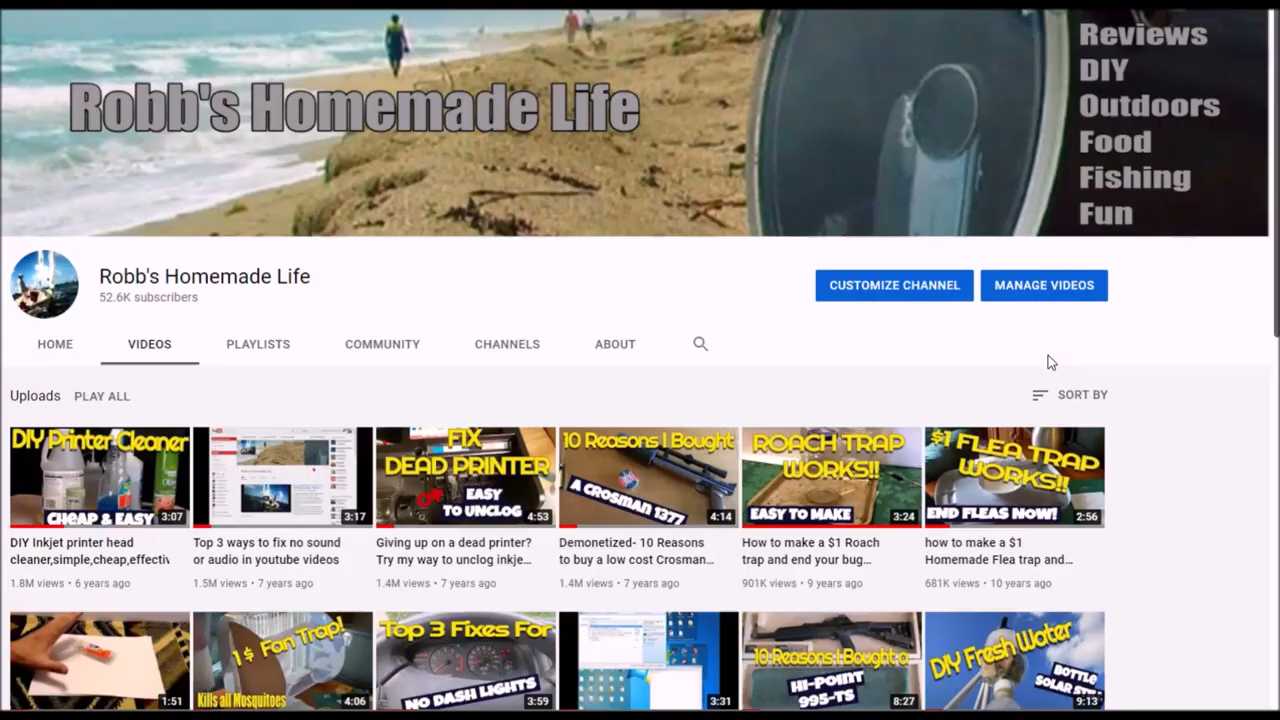 Reviews
DIY
Outdoors
Food
Fishing
Fun
Robb's Homemade Life
Robb's Homemade Life
52.6K subscribers
CUSTOMIZE CHANNEL
MANAGE VIDEOS
HOME VIDEOS PLAYLISTS COMMUNITY CHANNELS ABOUT
Uploads PLAY ALL
SORT BY
DIY Printer Cleaner
CHEAP & EASY
3:07
DIY Inkjet printer head
cleaner,simple,cheap,effectiv
1.8M views • 6 years ago
3:17
Top 3 ways to fix no sound
or audio in youtube videos
1.5M views • 7 years ago
FIX
DEAD PRINTER
EASY
TO UNCLOG
4:53
Giving up on a dead printer?
Try my way to unclog inkje...
1.4M views • 7 years ago
10 Reasons I Bought
A CROSMAN 1377
4:14
Demonetized- 10 Reasons
to buy a low cost Crosman...
1.4M views • 7 years ago
ROACH TRAP
WORKS!!
EASY TO MAKE
3:24
How to make a $1 Roach
trap and end your bug...
901K views • 9 years ago
$1 FLEA TRAP
WORKS!!
END FLEAS NOW!
2:56
how to make a $1
Homemade Flea trap and...
681K views • 10 years ago
1:51
1$ Fan Trap!
Kills all Mosquitoes
4:06
Top 3 Fixes For
NO DASH LIGHTS
3:59
3:31
10 Reasons I Bought a
HI-POINT
995-TS
8:27
DIY Fresh Water
BOTTLE
SOLAR
9:13